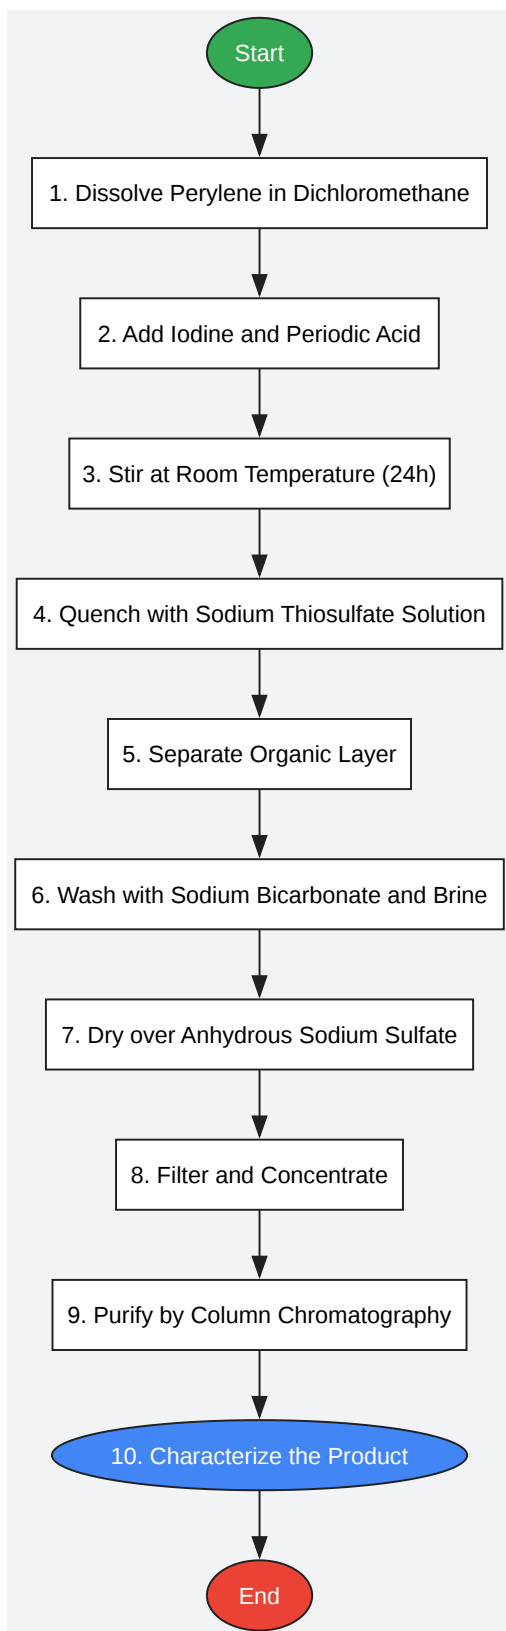 Start
1. Dissolve Perylene in Dichloromethane
2. Add Iodine and Periodic Acid
3. Stir at Room Temperature (24h)
4. Quench with Sodium Thiosulfate Solution
5. Separate Organic Layer
6. Wash with Sodium Bicarbonate and Brine
7. Dry over Anhydrous Sodium Sulfate
8. Filter and Concentrate
9. Purify by Column Chromatography
10. Characterize the Product
End